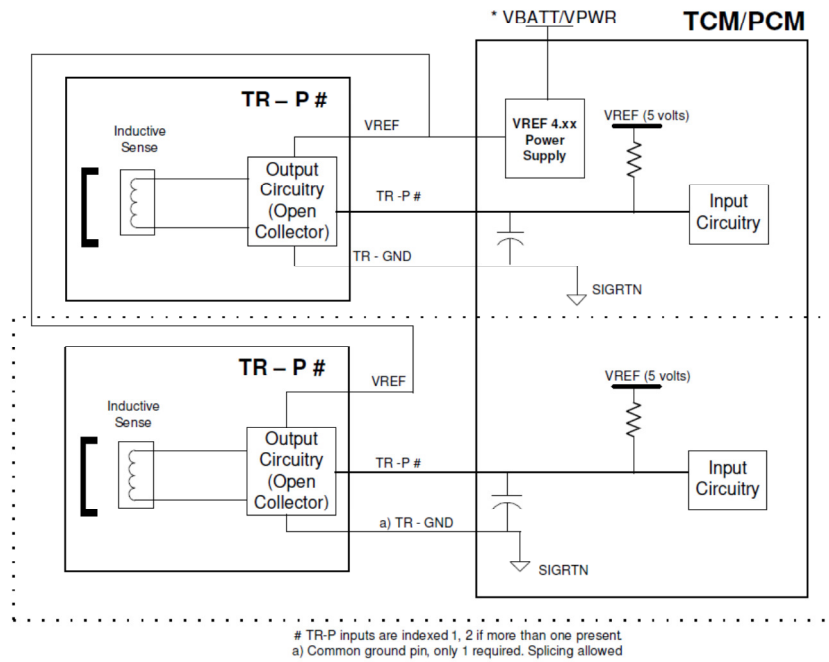 * VBATT/VPWR
TCM/PCM
TR – P #
Inductive
Sense
VREF
VREF 4.xx
Power
Supply
VREF (5 volts)
Output
Circuitry
(Open
Collector)
TR -P #
Input
Circuitry
TR - GND
SIGRTN
TR – P #
Inductive
Sense
VREF
VREF (5 volts)
Output
Circuitry
(Open
Collector)
TR -P #
Input
Circuitry
a) TR - GND
SIGRTN
# TR-P inputs are indexed 1, 2 if more than one present.
a) Common ground pin, only 1 required. Splicing allowed